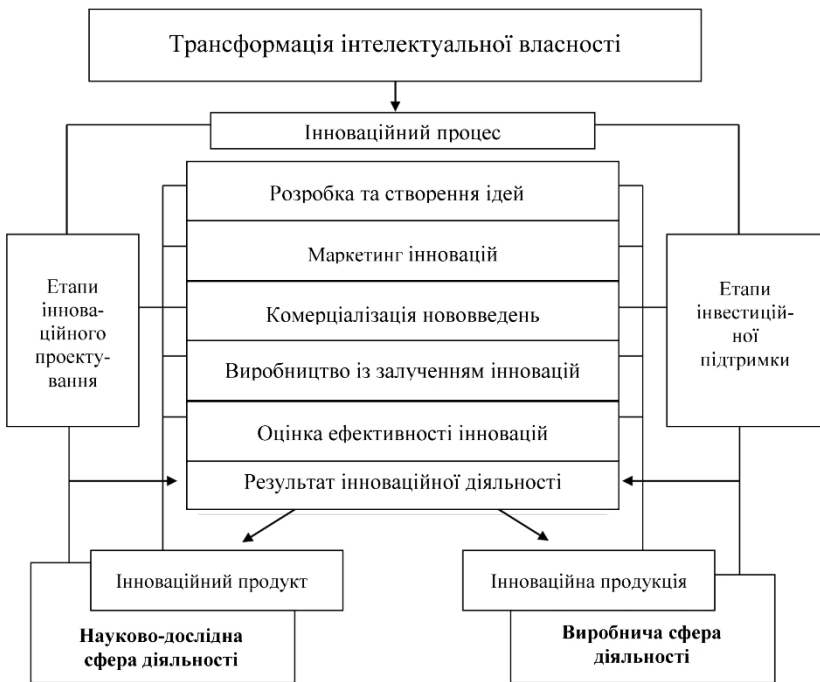 Трансформація інтелектуальної власності
Інноваційний процес
Розробка та створення ідей
Маркетинг інновацій
Комерціалізація нововведень
Виробництво із залученням інновацій
Оцінка ефективності інновацій
Результат інноваційної діяльності
Етапи
іннова-
ційного
проекту-
вання
Етапи
інвестицій-
ної
підтримки
Інноваційний продукт
Інноваційна продукція
Науково-дослідна
сфера діяльності
Виробнича сфера
діяльності